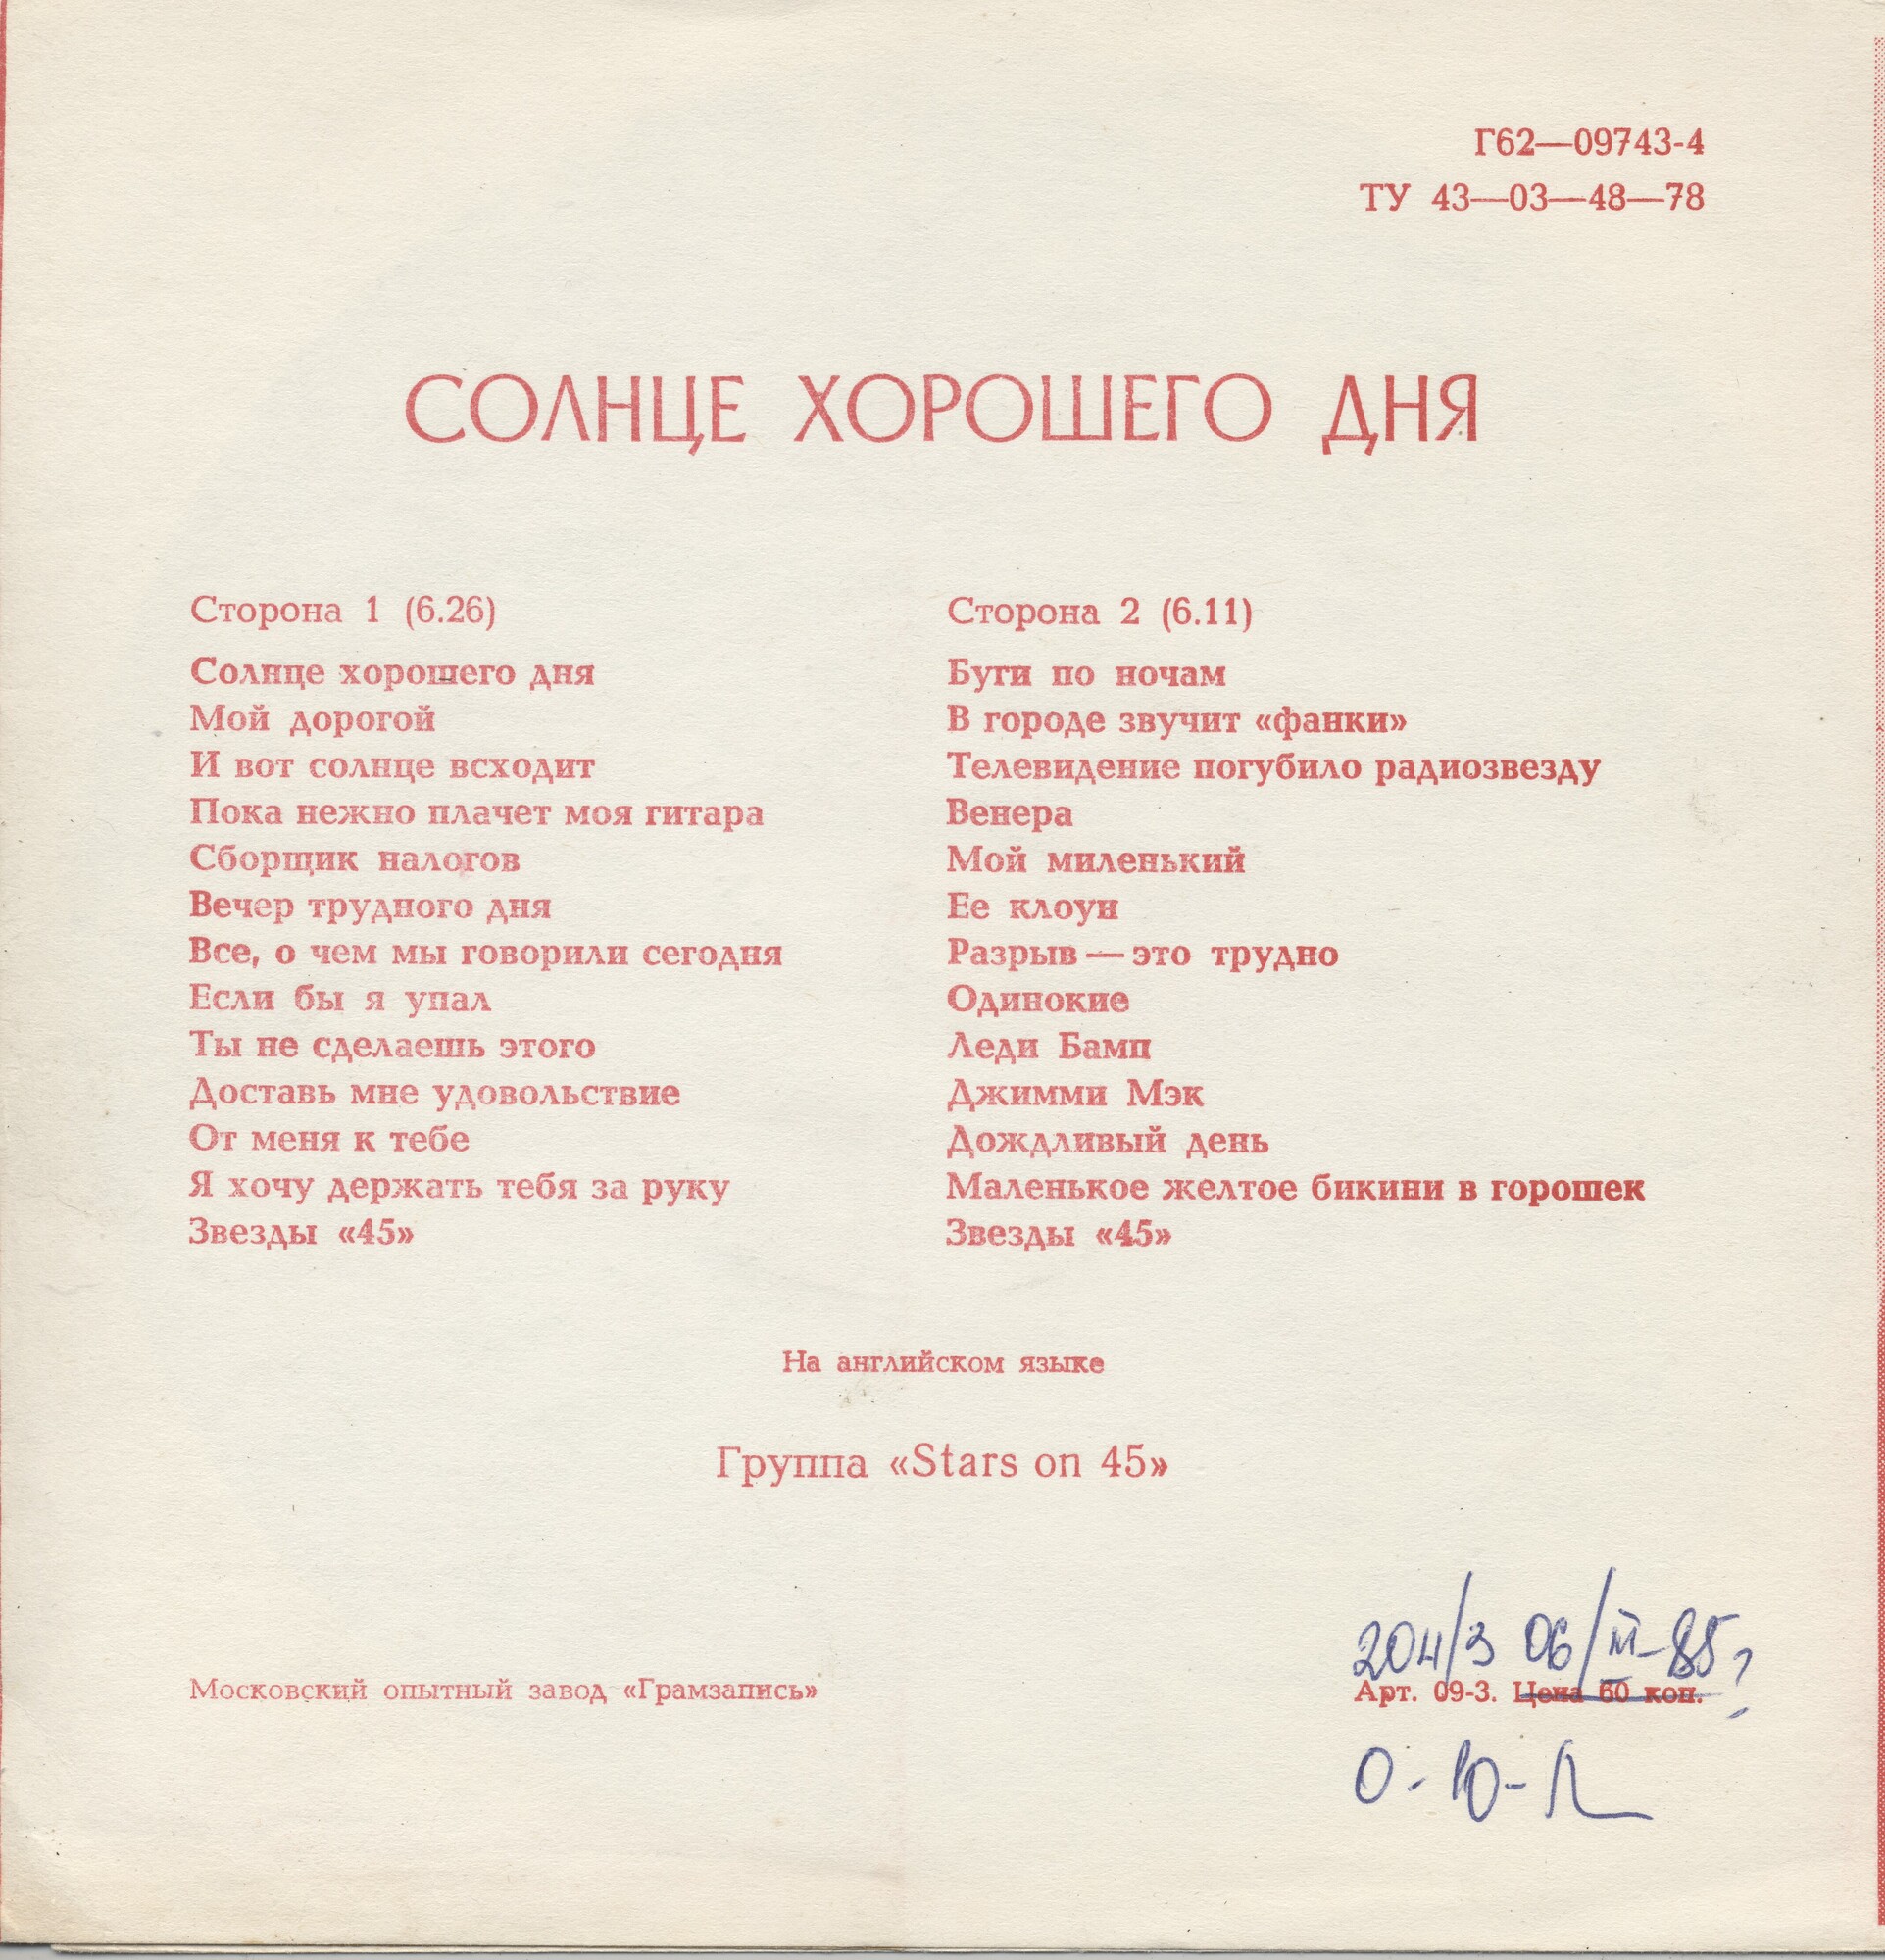 Г62—09743-4
ТУ 43—03—48—78
СОЛНЦЕ ХОРОШЕГО ДНЯ
Сторона 1 (6.26)
Солнце хорошего дня
Мой дорогой
И вот солнце всходит
Пока нежно плачет моя гитара
Сборщик налогов
Вечер трудного дня
Все, о чем мы говорили сегодня
Если бы я упал
Ты не сделаешь этого
Доставь мне удовольствие
От меня к тебе
Я хочу держать тебя за руку
Звезды «45»
Сторона 2 (6.11)
Буги по ночам
В городе звучит «фанки»
Телевидение погубило радиозвезду
Венера
Мой миленький
Ее клоун
Разрыв — это трудно
Одинокие
Леди Бамп
Джимми Мэк
Дождливый день
Маленькое желтое бикини в горошек
Звезды «45»
На английском языке
Группа «Stars on 45»
Московский опытный завод «Грамзапись»
204/3 06/III-85
Арт. 09-3. Цена 60 коп.
О-Ю-Л